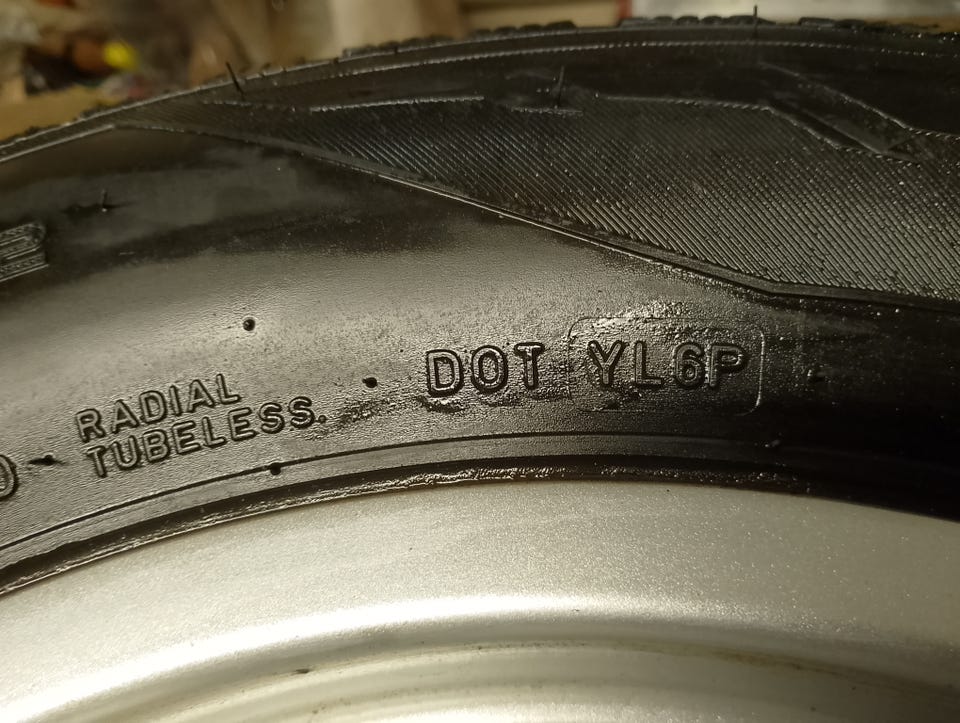 RADIAL
TUBELESS.
DOT YL6P